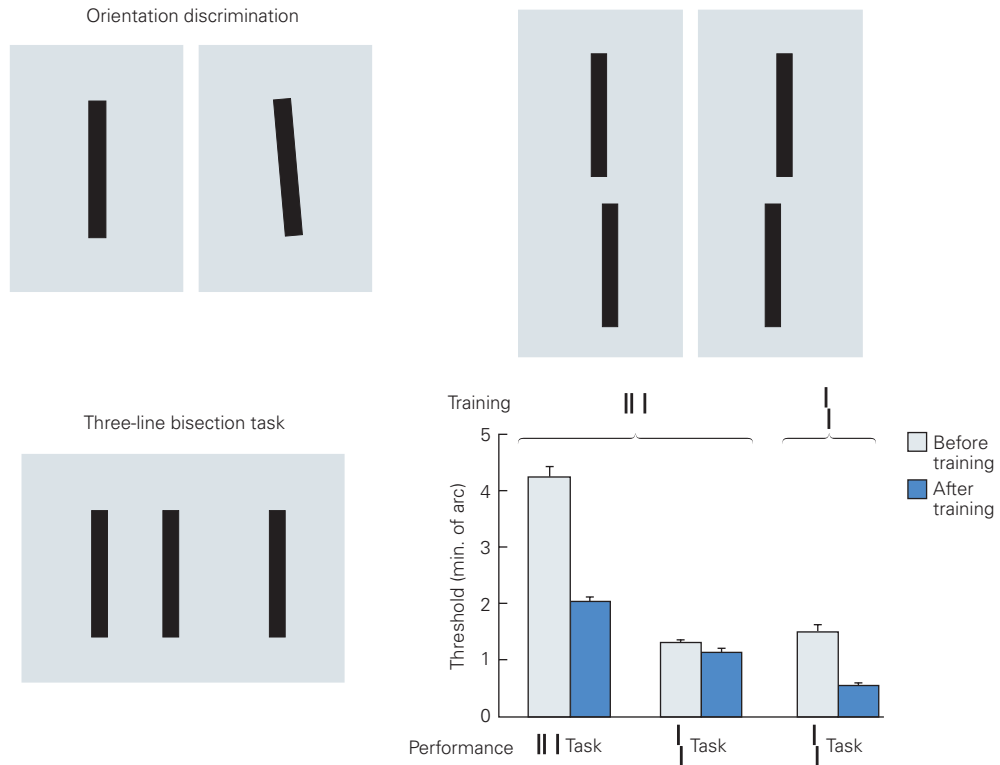 Orientation discrimination
Three-line bisection task
Training
Before
training
After
training
Threshold (min. of arc)
5
4
3
2
1
0
Performance
Task
Task
Task